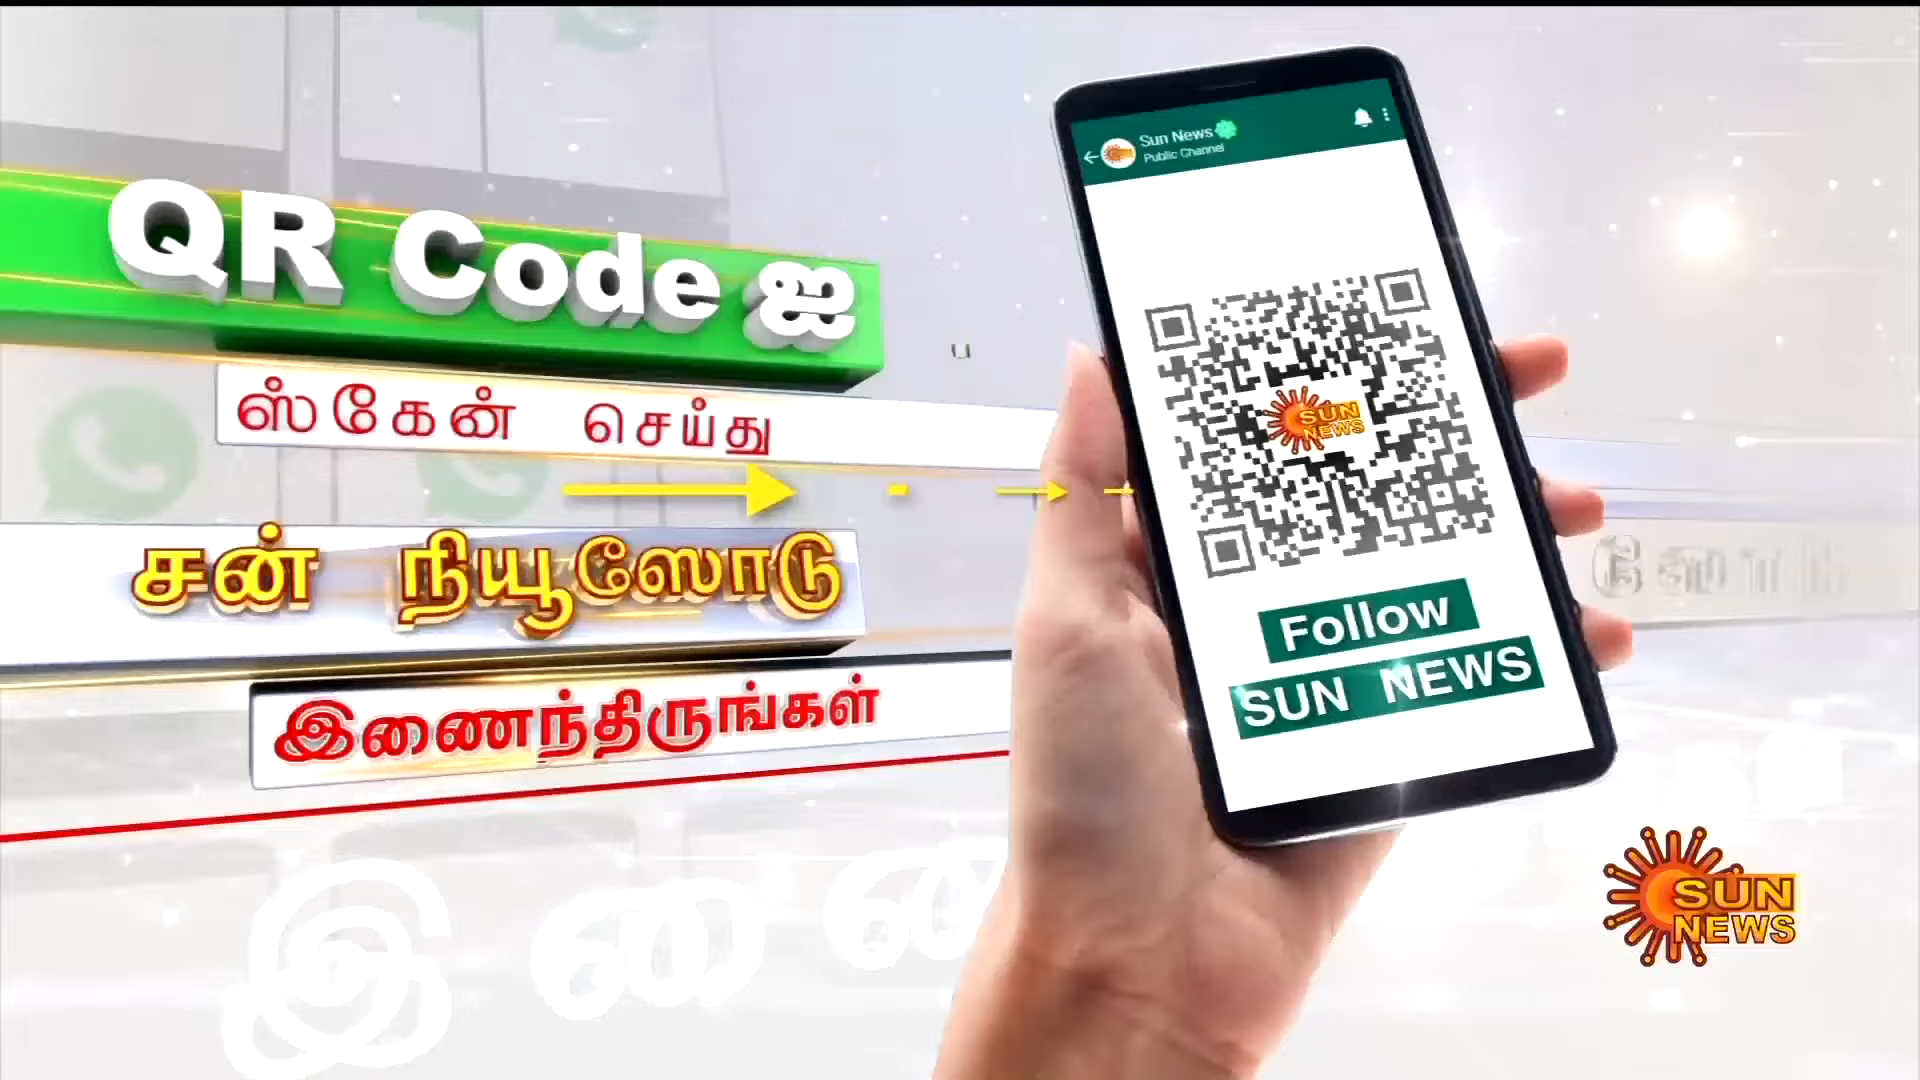 QR Code ஐ
ஸ்கேன் செய்து
சன் நியூஸோடு
இணைந்திருங்கள்
Sun News
Public Channel
SUN
NEWS
Follow
SUN NEWS
SUN
NEWS